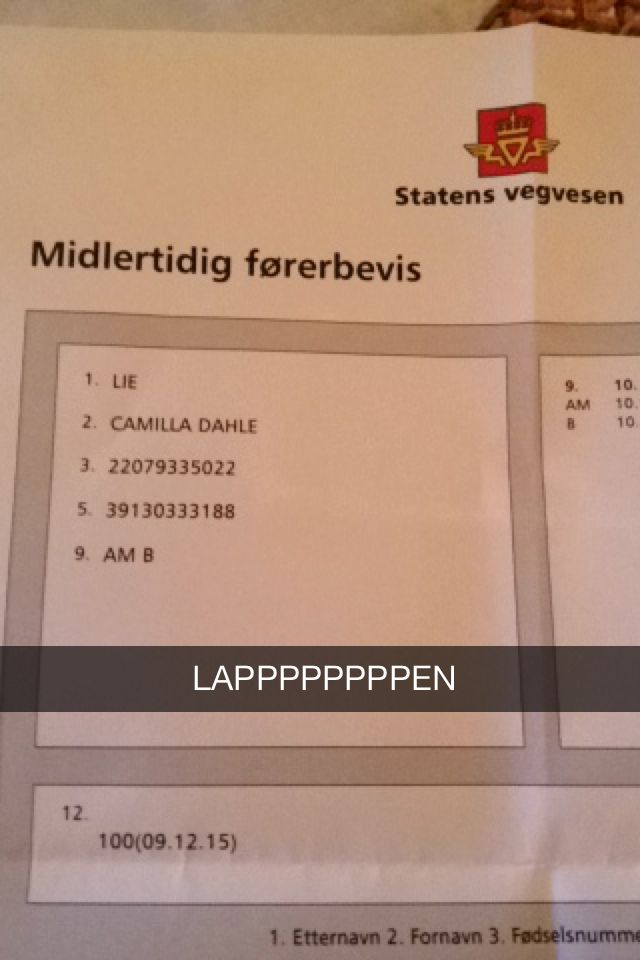 Statens vegvesen
Midlertidig førerbevis
1. LIE
2. CAMILLA DAHLE
3. 22079335022
5. 39130333188
9. AM B
9. 10.
AM 10.
B 10.
LAPPPPPPPPPEN
12.
100(09.12.15)
1. Etternavn 2. Fornavn 3. Fødselsnumme